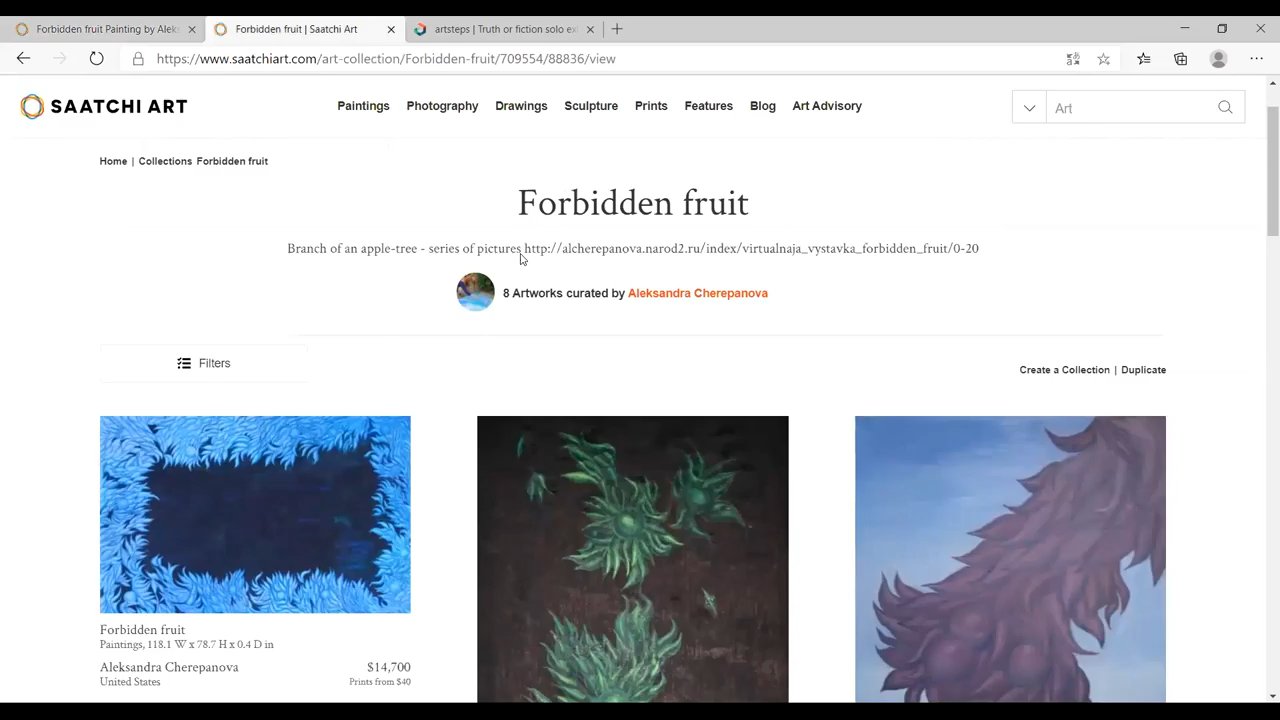 Forbidden fruit Painting by Aleks
Forbidden fruit | Saatchi Art
artsteps | Truth or fiction solo ex
https://www.saatchiart.com/art-collection/Forbidden-fruit/709554/88836/view
SAATCHI ART
Paintings Photography Drawings Sculpture Prints Features Blog Art Advisory
Art
Home | Collections Forbidden fruit
Forbidden fruit
Branch of an apple-tree - series of pictures http://alcherepanova.narod2.ru/index/virtualnaja_vystavka_forbidden_fruit/0-20
8 Artworks curated by Aleksandra Cherepanova
Filters
Create a Collection | Duplicate
Forbidden fruit
Paintings, 118.1 W x 78.7 H x 0.4 D in
Aleksandra Cherepanova $14,700
United States Prints from $40